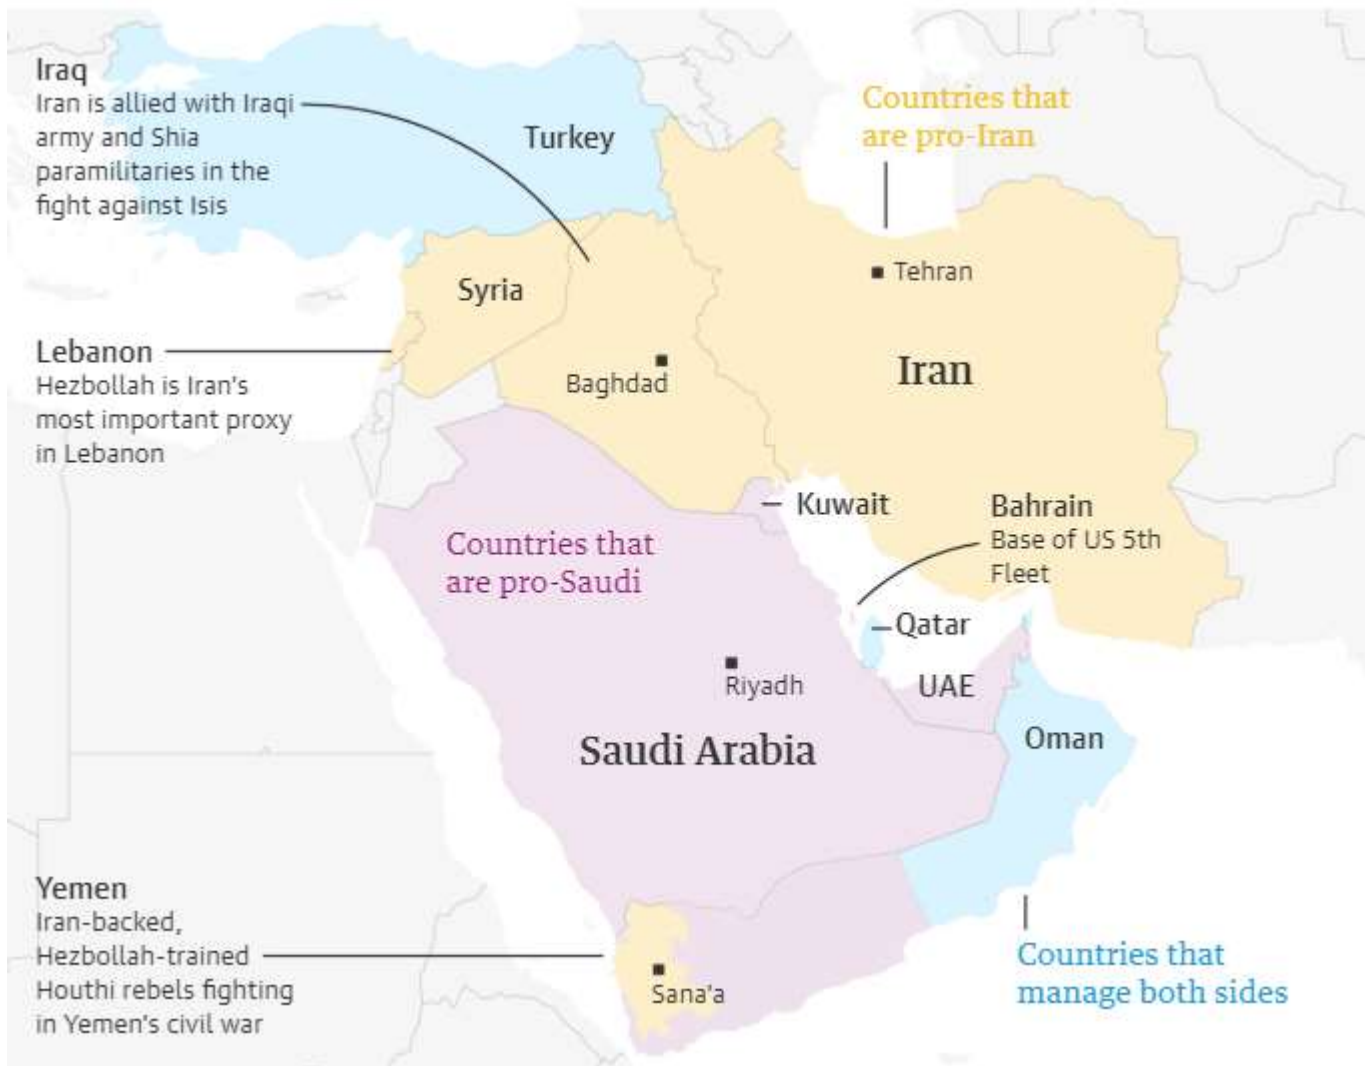 Iraq
Iran is allied with Iraqi
army and Shia
paramilitaries in the
fight against Isis
Turkey
Countries that
are pro-Iran
Tehran
Syria
Lebanon
Hezbollah is Iran's
most important proxy
in Lebanon
Baghdad
Iran
Kuwait
Bahrain
Base of US 5th
Fleet
Countries that
are pro-Saudi
Qatar
Riyadh
UAE
Saudi Arabia
Oman
Yemen
Iran-backed,
Hezbollah-trained
Houthi rebels fighting
in Yemen's civil war
Sana'a
Countries that
manage both sides